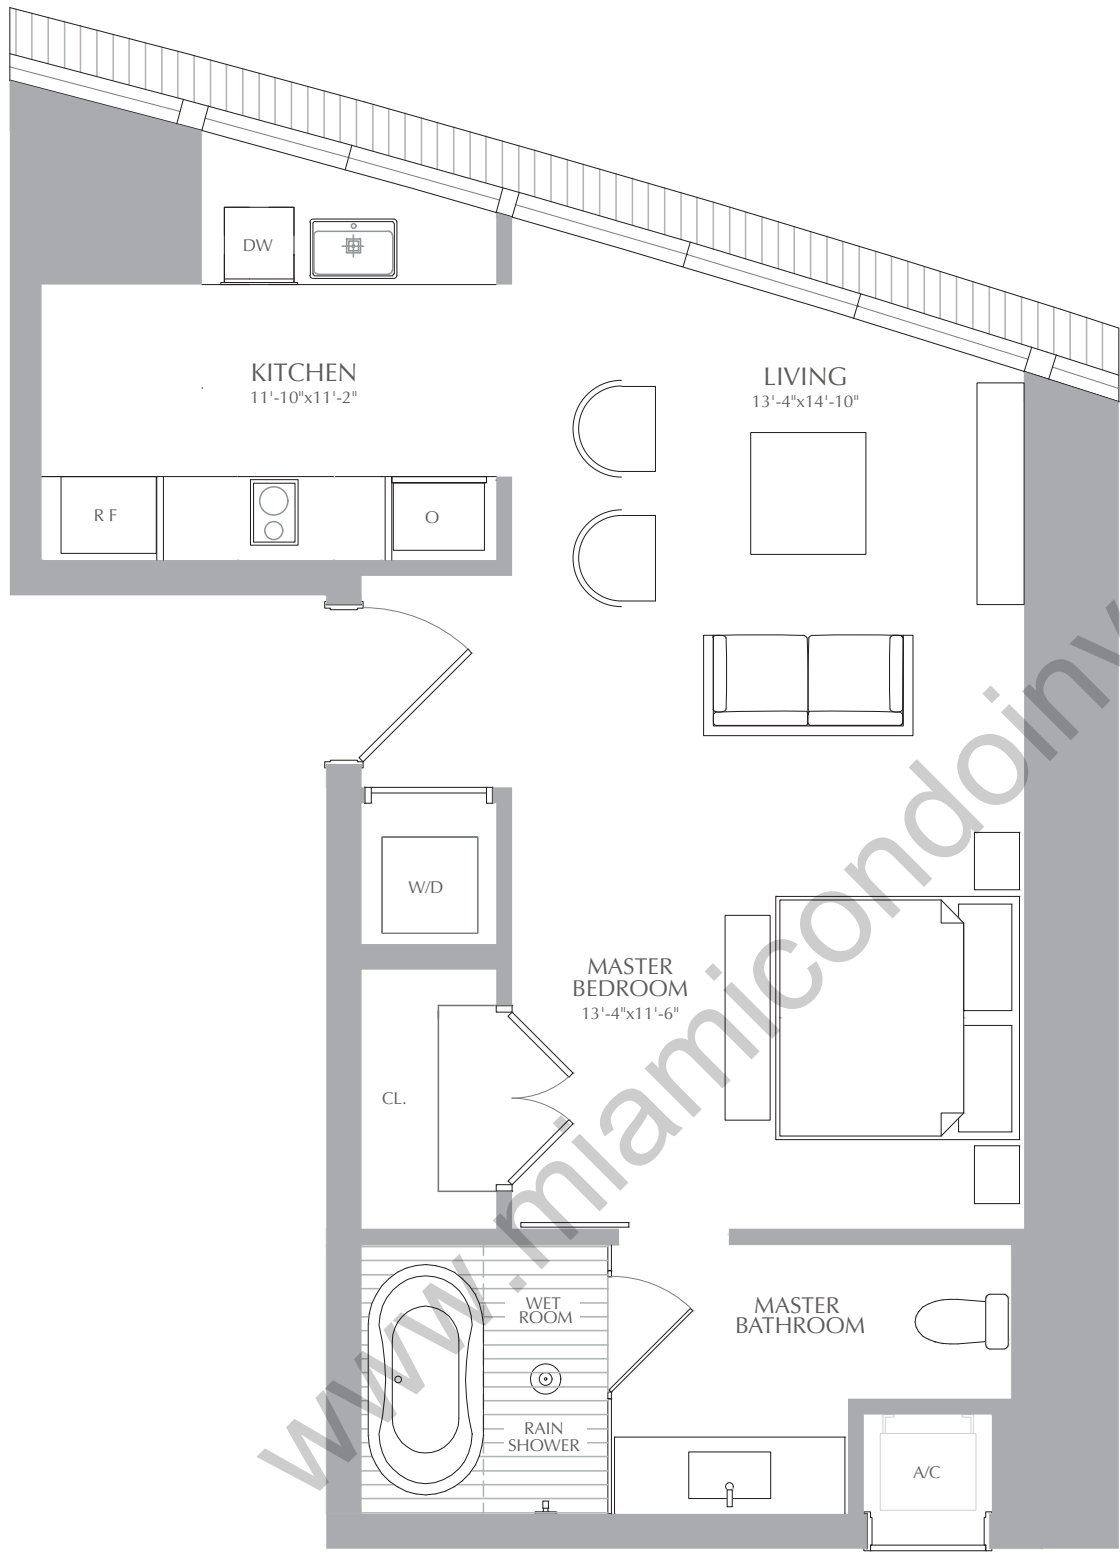 DW
KITCHEN
11'-10"x11'-2"
LIVING
13'-4"x14'-10"
R F
O
W/D
MASTER
BEDROOM
13'-4"x11'-6"
CL.
WET
ROOM
MASTER
BATHROOM
RAIN
SHOWER
A/C
www.miamicondoinv